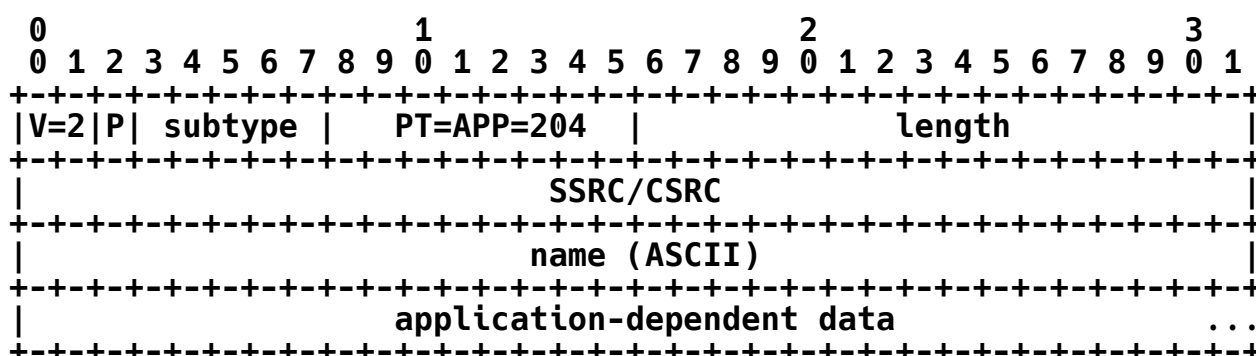 0                   1                   2                   3
 0 1 2 3 4 5 6 7 8 9 0 1 2 3 4 5 6 7 8 9 0 1 2 3 4 5 6 7 8 9 0 1
+-+-+-+-+-+-+-+-+-+-+-+-+-+-+-+-+-+-+-+-+-+-+-+-+-+-+-+-+-+-+-+-+
|V=2|P| subtype |   PT=APP=204  |             length            |
+-+-+-+-+-+-+-+-+-+-+-+-+-+-+-+-+-+-+-+-+-+-+-+-+-+-+-+-+-+-+-+-+
|                           SSRC/CSRC                           |
+-+-+-+-+-+-+-+-+-+-+-+-+-+-+-+-+-+-+-+-+-+-+-+-+-+-+-+-+-+-+-+-+
|                          name (ASCII)                         |
+-+-+-+-+-+-+-+-+-+-+-+-+-+-+-+-+-+-+-+-+-+-+-+-+-+-+-+-+-+-+-+-+
|                   application-dependent data                ...
+-+-+-+-+-+-+-+-+-+-+-+-+-+-+-+-+-+-+-+-+-+-+-+-+-+-+-+-+-+-+-+-+